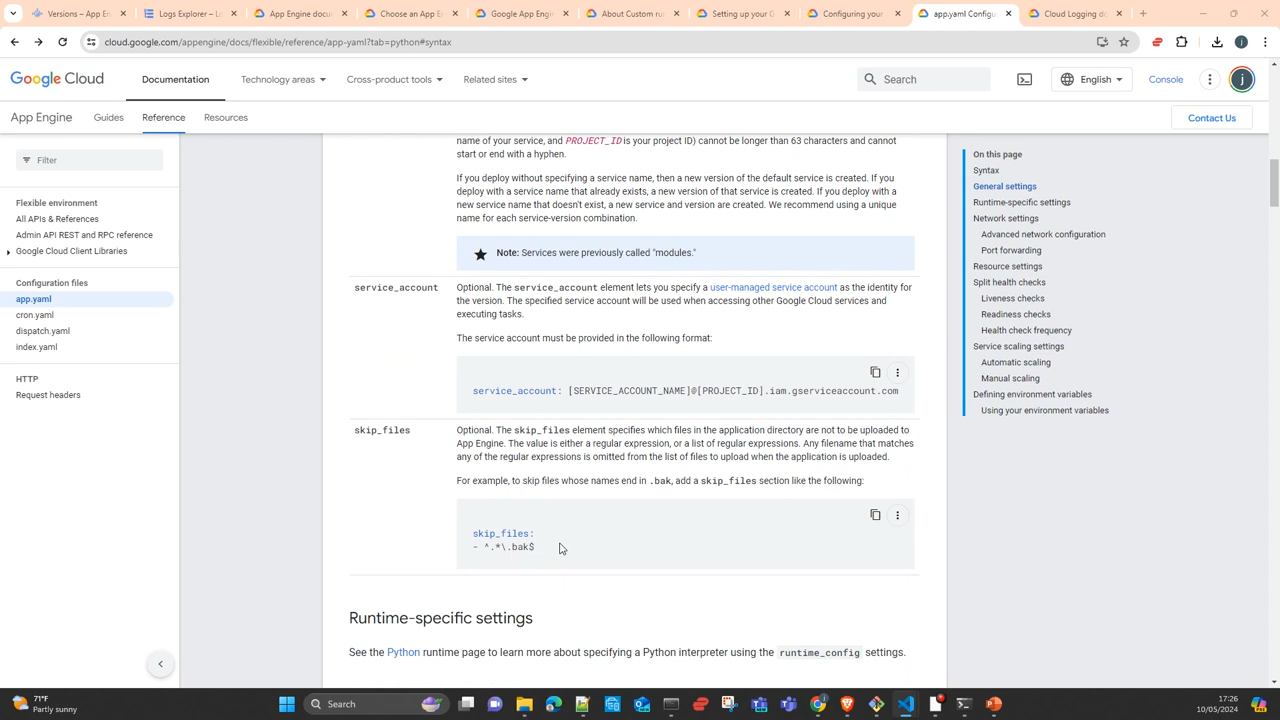 Versions – App En
Logs Explorer – L
App Engine docu
Choose an App E
Google App Engin
About Custom ru
Setting up your G
Configuring your
app.yaml Configu
Cloud Logging do
cloud.google.com/appengine/docs/flexible/reference/app-yaml?tab=python#syntax
Google Cloud
Documentation
Technology areas
Cross-product tools
Related sites
Search
English
Console
j
App Engine
Guides
Reference
Resources
Contact Us
Filter
Flexible environment
All APIs & References
Admin API REST and RPC reference
Google Cloud Client Libraries
Configuration files
app.yaml
cron.yaml
dispatch.yaml
index.yaml
HTTP
Request headers
name of your service, and PROJECT_ID is your project ID) cannot be longer than 63 characters and cannot
start or end with a hyphen.
If you deploy without specifying a service name, then a new version of the default service is created. If you
deploy with a service name that already exists, a new version of that service is created. If you deploy with a
new service name that doesn't exist, a new service and version are created. We recommend using a unique
name for each service-version combination.
Note: Services were previously called "modules."
service_account
Optional. The service_account element lets you specify a user-managed service account as the identity for
the version. The specified service account will be used when accessing other Google Cloud services and
executing tasks.
The service account must be provided in the following format:
service_account: [SERVICE_ACCOUNT_NAME]@[PROJECT_ID].iam.gserviceaccount.com
skip_files
Optional. The skip_files element specifies which files in the application directory are not to be uploaded to
App Engine. The value is either a regular expression, or a list of regular expressions. Any filename that matches
any of the regular expressions is omitted from the list of files to upload when the application is uploaded.
For example, to skip files whose names end in .bak, add a skip_files section like the following:
skip_files:
- ^.*\.bak$
Runtime-specific settings
See the Python runtime page to learn more about specifying a Python interpreter using the runtime_config settings.
On this page
Syntax
General settings
Runtime-specific settings
Network settings
Advanced network configuration
Port forwarding
Resource settings
Split health checks
Liveness checks
Readiness checks
Health check frequency
Service scaling settings
Automatic scaling
Manual scaling
Defining environment variables
Using your environment variables
71°F
Partly sunny
Search
17:26
10/05/2024